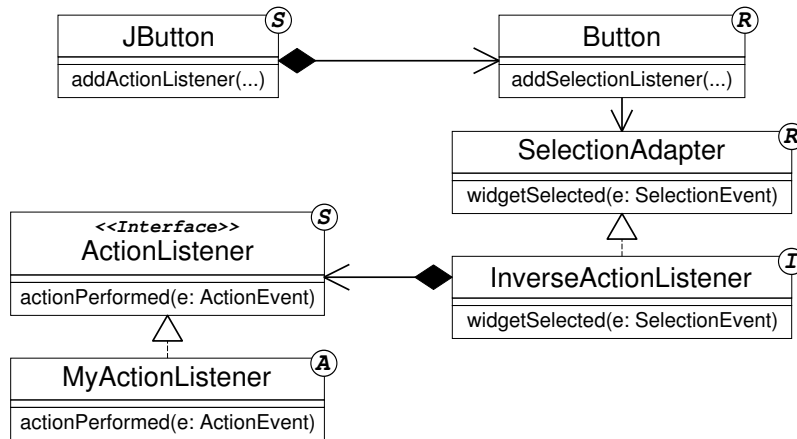 JButton
S
addActionListener(...)
Button
R
addSelectionListener(...)
SelectionAdapter
R
widgetSelected(e: SelectionEvent)
<<Interface>>
S
ActionListener
actionPerformed(e: ActionEvent)
InverseActionListener
I
widgetSelected(e: SelectionEvent)
MyActionListener
A
actionPerformed(e: ActionEvent)